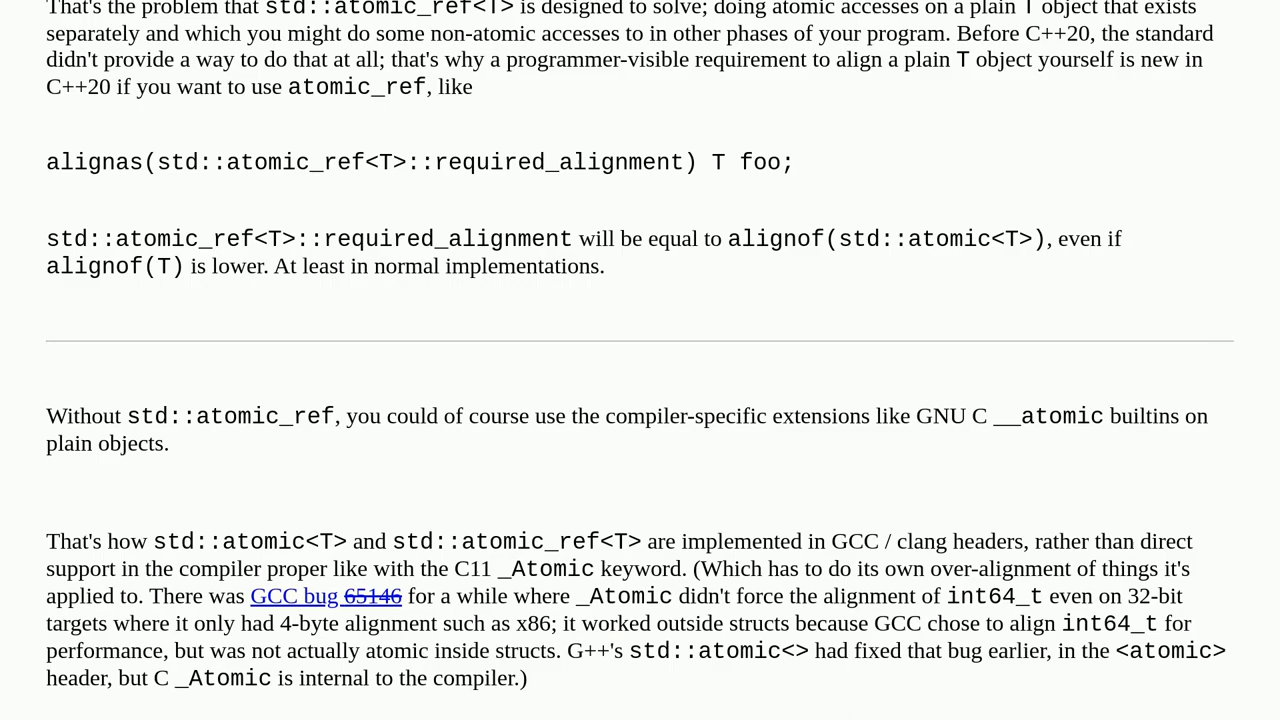 That's the problem that std::atomic_ref<T> is designed to solve; doing atomic accesses on a plain T object that exists
separately and which you might do some non-atomic accesses to in other phases of your program. Before C++20, the standard
didn't provide a way to do that at all; that's why a programmer-visible requirement to align a plain T object yourself is new in
C++20 if you want to use atomic_ref, like
alignas(std::atomic_ref<T>::required_alignment) T foo;
std::atomic_ref<T>::required_alignment will be equal to alignof(std::atomic<T>), even if
alignof(T) is lower. At least in normal implementations.
Without std::atomic_ref, you could of course use the compiler-specific extensions like GNU C __atomic builtins on
plain objects.
That's how std::atomic<T> and std::atomic_ref<T> are implemented in GCC / clang headers, rather than direct
support in the compiler proper like with the C11 _Atomic keyword. (Which has to do its own over-alignment of things it's
applied to. There was GCC bug 65146 for a while where _Atomic didn't force the alignment of int64_t even on 32-bit
targets where it only had 4-byte alignment such as x86; it worked outside structs because GCC chose to align int64_t for
performance, but was not actually atomic inside structs. G++'s std::atomic<> had fixed that bug earlier, in the <atomic>
header, but C _Atomic is internal to the compiler.)